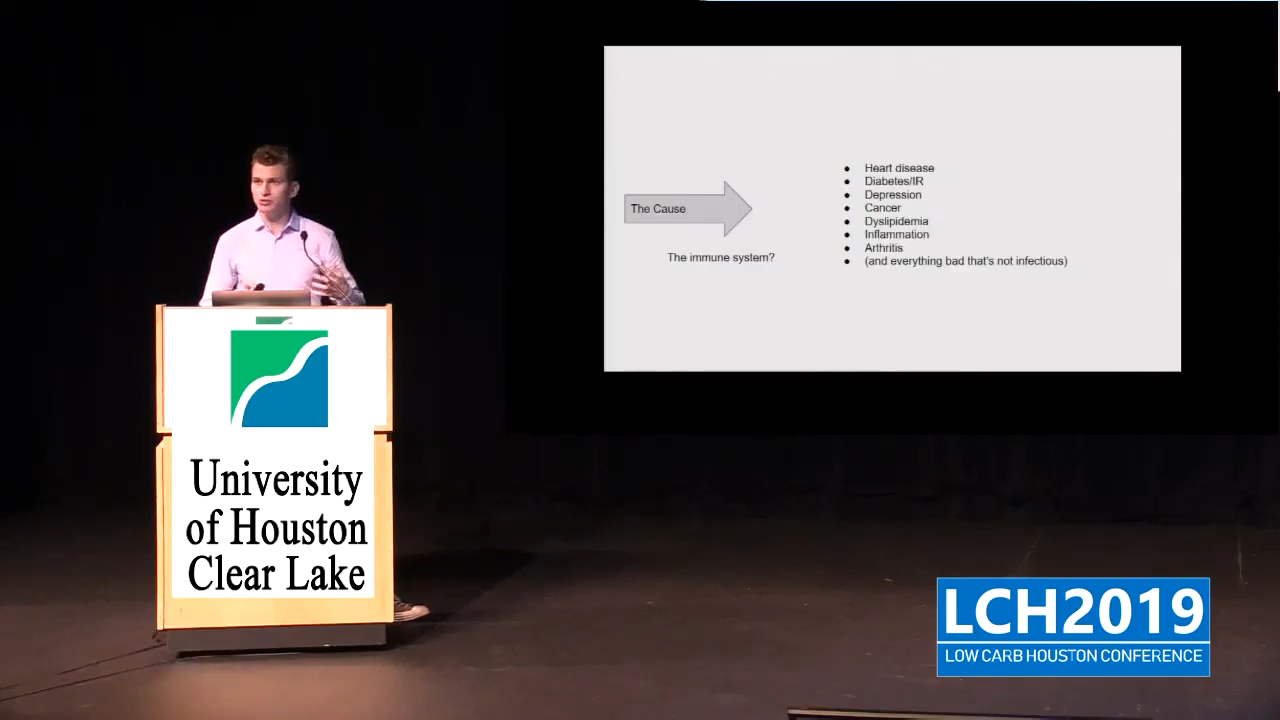 The Cause
The immune system?
● Heart disease
● Diabetes/IR
● Depression
● Cancer
● Dyslipidemia
● Inflammation
● Arthritis
● (and everything bad that's not infectious)
University
of Houston
Clear Lake
LCH2019
LOW CARB HOUSTON CONFERENCE